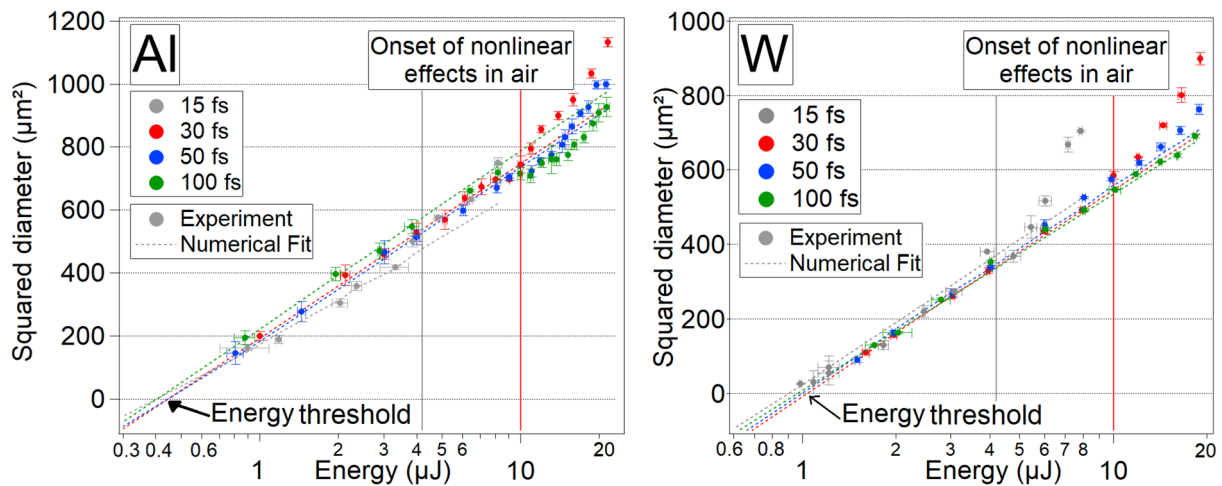 Al
Onset of nonlinear
effects in air
15 fs
30 fs
50 fs
100 fs
Experiment
Numerical Fit
Energy threshold
Squared diameter (µm²)
1200
1000
800
600
400
200
0
0.3 0.4 0.6 0.8 1 2 3 4 5 6 8 10 20
Energy (µJ)
W
Onset of nonlinear
effects in air
15 fs
30 fs
50 fs
100 fs
Experiment
Numerical Fit
Energy threshold
Squared diameter (µm²)
1000
800
600
400
200
0
0.6 0.8 1 2 3 4 5 6 7 8 10 20
Energy (µJ)